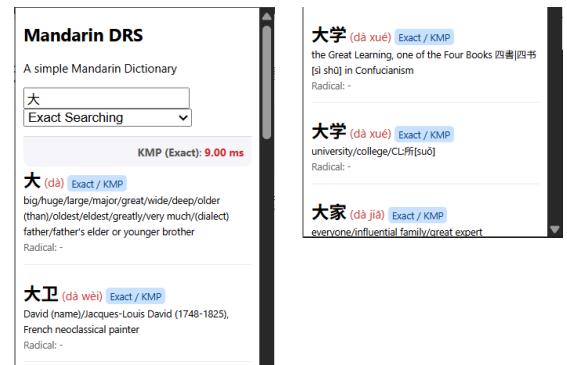 Mandarin DRS
A simple Mandarin Dictionary
大
Exact Searching
KMP (Exact): 9.00 ms
大 (dà) Exact / KMP
big/huge/large/major/great/wide/deep/older
(than)/oldest/eldest/greatly/very much/(dialect)
father/father's elder or younger brother
Radical: -
大卫 (dà wèi) Exact / KMP
David (name)/Jacques-Louis David (1748-1825),
French neoclassical painter
Radical: -
大学 (dà xué) Exact / KMP
the Great Learning, one of the Four Books 四書|四书
[sì shū] in Confucianism
Radical: -
大学 (dà xué) Exact / KMP
university/college/CL:所[suǒ]
Radical: -
大家 (dà jiā) Exact / KMP
everyone/influential family/great expert